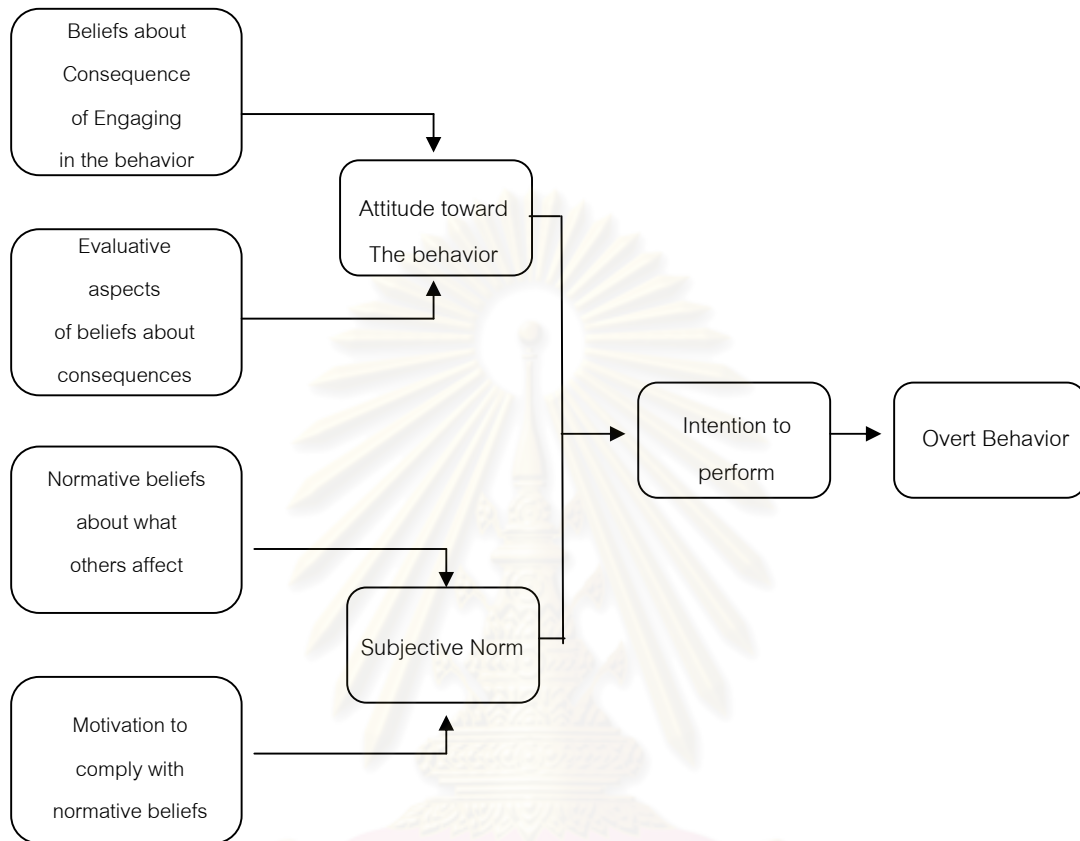 Beliefs about
Consequence
of Engaging
in the behavior
Attitude toward
The behavior
Evaluative
aspects
of beliefs about
consequences
Intention to
perform
Overt Behavior
Normative beliefs
about what
others affect
Subjective Norm
Motivation to
comply with
normative beliefs